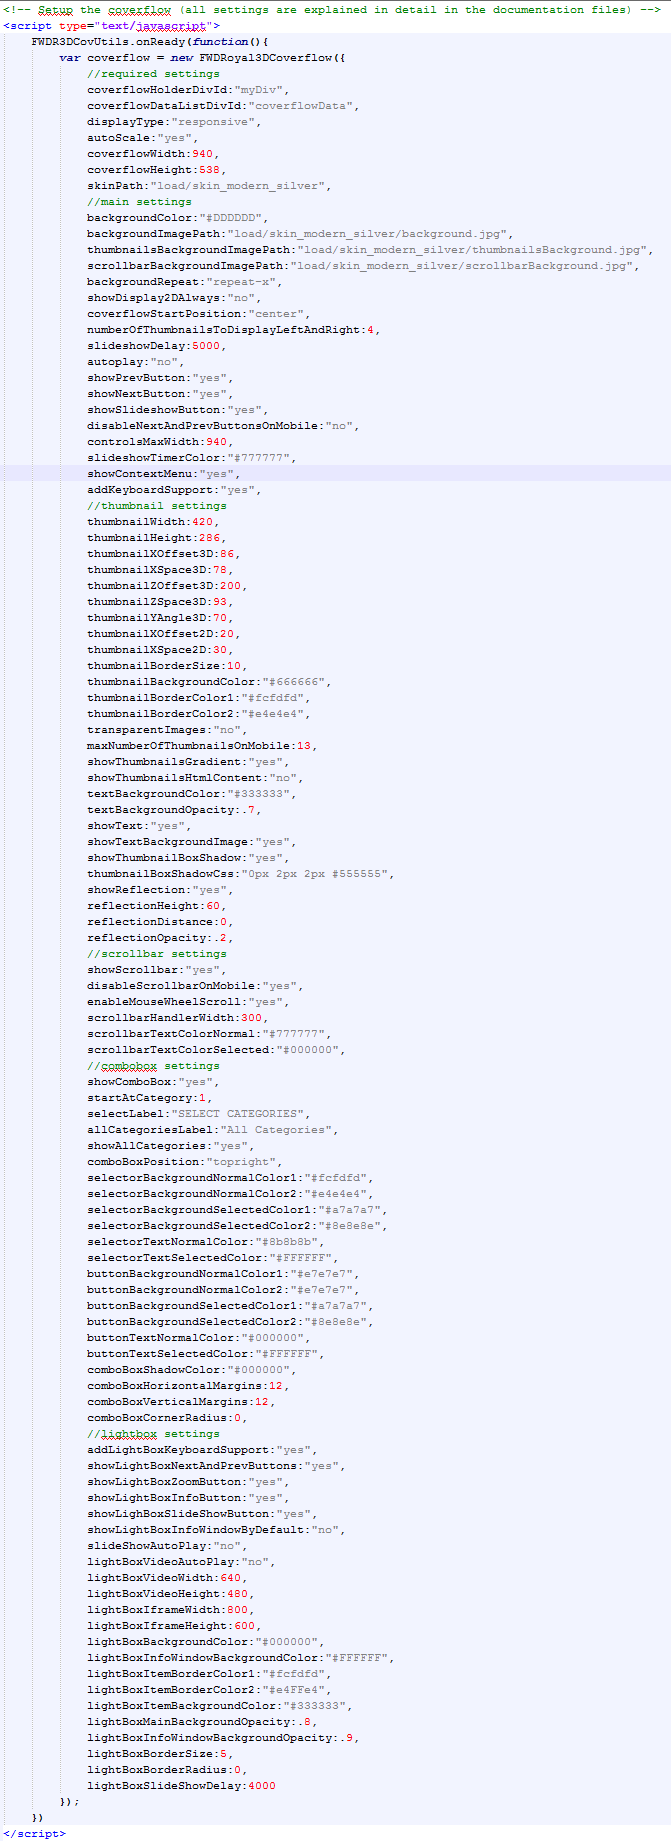 <!-- Setup the coverflow (all settings are explained in detail in the documentation files) -->
<script type="text/javascript">
FWDR3DCovUtils.onReady(function(){
var coverflow = new FWDRoyal3DCoverflow({
//required settings
coverflowHolderDivId:"myDiv",
coverflowDataListDivId:"coverflowData",
displayType:"responsive",
autoScale:"yes",
coverflowWidth:940,
coverflowHeight:538,
skinPath:"load/skin_modern_silver",
//main settings
backgroundColor:"#DDDDDD",
backgroundImagePath:"load/skin_modern_silver/background.jpg",
thumbnailsBackgroundImagePath:"load/skin_modern_silver/thumbnailsBackground.jpg",
scrollbarBackgroundImagePath:"load/skin_modern_silver/scrollbarBackground.jpg",
backgroundRepeat:"repeat-x",
showDisplay2DAlways:"no",
coverflowStartPosition:"center",
numberOfThumbnailsToDisplayLeftAndRight:4,
slideshowDelay:5000,
autoplay:"no",
showPrevButton:"yes",
showNextButton:"yes",
showSlideshowButton:"yes",
disableNextAndPrevButtonsOnMobile:"no",
controlsMaxWidth:940,
slideshowTimerColor:"#777777",
showContextMenu:"yes",
addKeyboardSupport:"yes",
//thumbnail settings
thumbnailWidth:420,
thumbnailHeight:286,
thumbnailXOffset3D:86,
thumbnailXSpace3D:78,
thumbnailZOffset3D:200,
thumbnailZSpace3D:93,
thumbnailYAngle3D:70,
thumbnailXOffset2D:20,
thumbnailXSpace2D:30,
thumbnailBorderSize:10,
thumbnailBackgroundColor:"#666666",
thumbnailBorderColor1:"#fcfdfd",
thumbnailBorderColor2:"#e4e4e4",
transparentImages:"no",
maxNumberOfThumbnailsOnMobile:13,
showThumbnailsGradient:"yes",
showThumbnailsHtmlContent:"no",
textBackgroundColor:"#333333",
textBackgroundOpacity:.7,
showText:"yes",
showTextBackgroundImage:"yes",
showThumbnailBoxShadow:"yes",
thumbnailBoxShadowCss:"0px 2px 2px #555555",
showReflection:"yes",
reflectionHeight:60,
reflectionDistance:0,
reflectionOpacity:.2,
//scrollbar settings
showScrollbar:"yes",
disableScrollbarOnMobile:"yes",
enableMouseWheelScroll:"yes",
scrollbarHandlerWidth:300,
scrollbarTextColorNormal:"#777777",
scrollbarTextColorSelected:"#000000",
//combobox settings
showComboBox:"yes",
startAtCategory:1,
selectLabel:"SELECT CATEGORIES",
allCategoriesLabel:"All Categories",
showAllCategories:"yes",
comboBoxPosition:"topright",
selectorBackgroundNormalColor1:"#fcfdfd",
selectorBackgroundNormalColor2:"#e4e4e4",
selectorBackgroundSelectedColor1:"#a7a7a7",
selectorBackgroundSelectedColor2:"#8e8e8e",
selectorTextNormalColor:"#8b8b8b",
selectorTextSelectedColor:"#FFFFFF",
buttonBackgroundNormalColor1:"#e7e7e7",
buttonBackgroundNormalColor2:"#e7e7e7",
buttonBackgroundSelectedColor1:"#a7a7a7",
buttonBackgroundSelectedColor2:"#8e8e8e",
buttonTextNormalColor:"#000000",
buttonTextSelectedColor:"#FFFFFF",
comboBoxShadowColor:"#000000",
comboBoxHorizontalMargins:12,
comboBoxVerticalMargins:12,
comboBoxCornerRadius:0,
//lightbox settings
addLightBoxKeyboardSupport:"yes",
showLightBoxNextAndPrevButtons:"yes",
showLightBoxZoomButton:"yes",
showLightBoxInfoButton:"yes",
showLighBoxSlideShowButton:"yes",
showLightBoxInfoWindowByDefault:"no",
slideShowAutoPlay:"no",
lightBoxVideoAutoPlay:"no",
lightBoxVideoWidth:640,
lightBoxVideoHeight:480,
lightBoxIframeWidth:800,
lightBoxIframeHeight:600,
lightBoxBackgroundColor:"#000000",
lightBoxInfoWindowBackgroundColor:"#FFFFFF",
lightBoxItemBorderColor1:"#fcfdfd",
lightBoxItemBorderColor2:"#e4FFe4",
lightBoxItemBackgroundColor:"#333333",
lightBoxMainBackgroundOpacity:.8,
lightBoxInfoWindowBackgroundOpacity:.9,
lightBoxBorderSize:5,
lightBoxBorderRadius:0,
lightBoxSlideShowDelay:4000
});
})
</script>